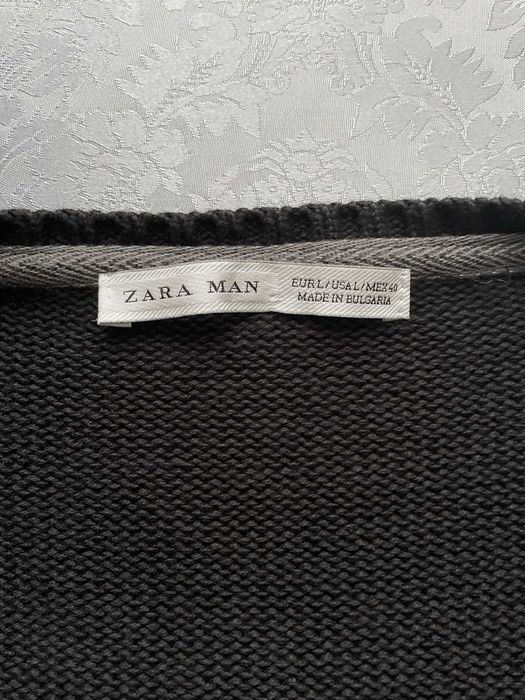 ZARA MAN
EUR L / USA L / MEX 40
MADE IN BULGARIA